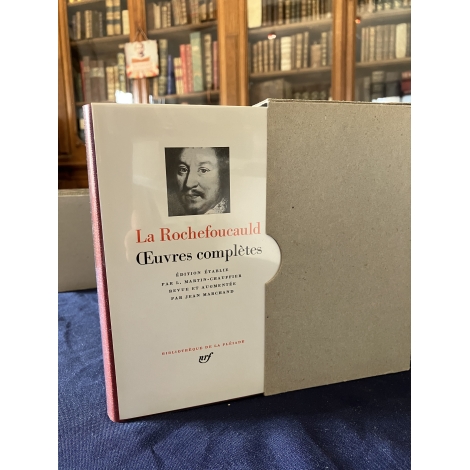 La Rochefoucauld
Œuvres complètes
ÉDITION ÉTABLIE
PAR L. MARTIN-CHAUFFIER
REVUE ET AUGMENTÉE
PAR JEAN MARCHAND
BIBLIOTHÈQUE DE LA PLÉIADE
nrf